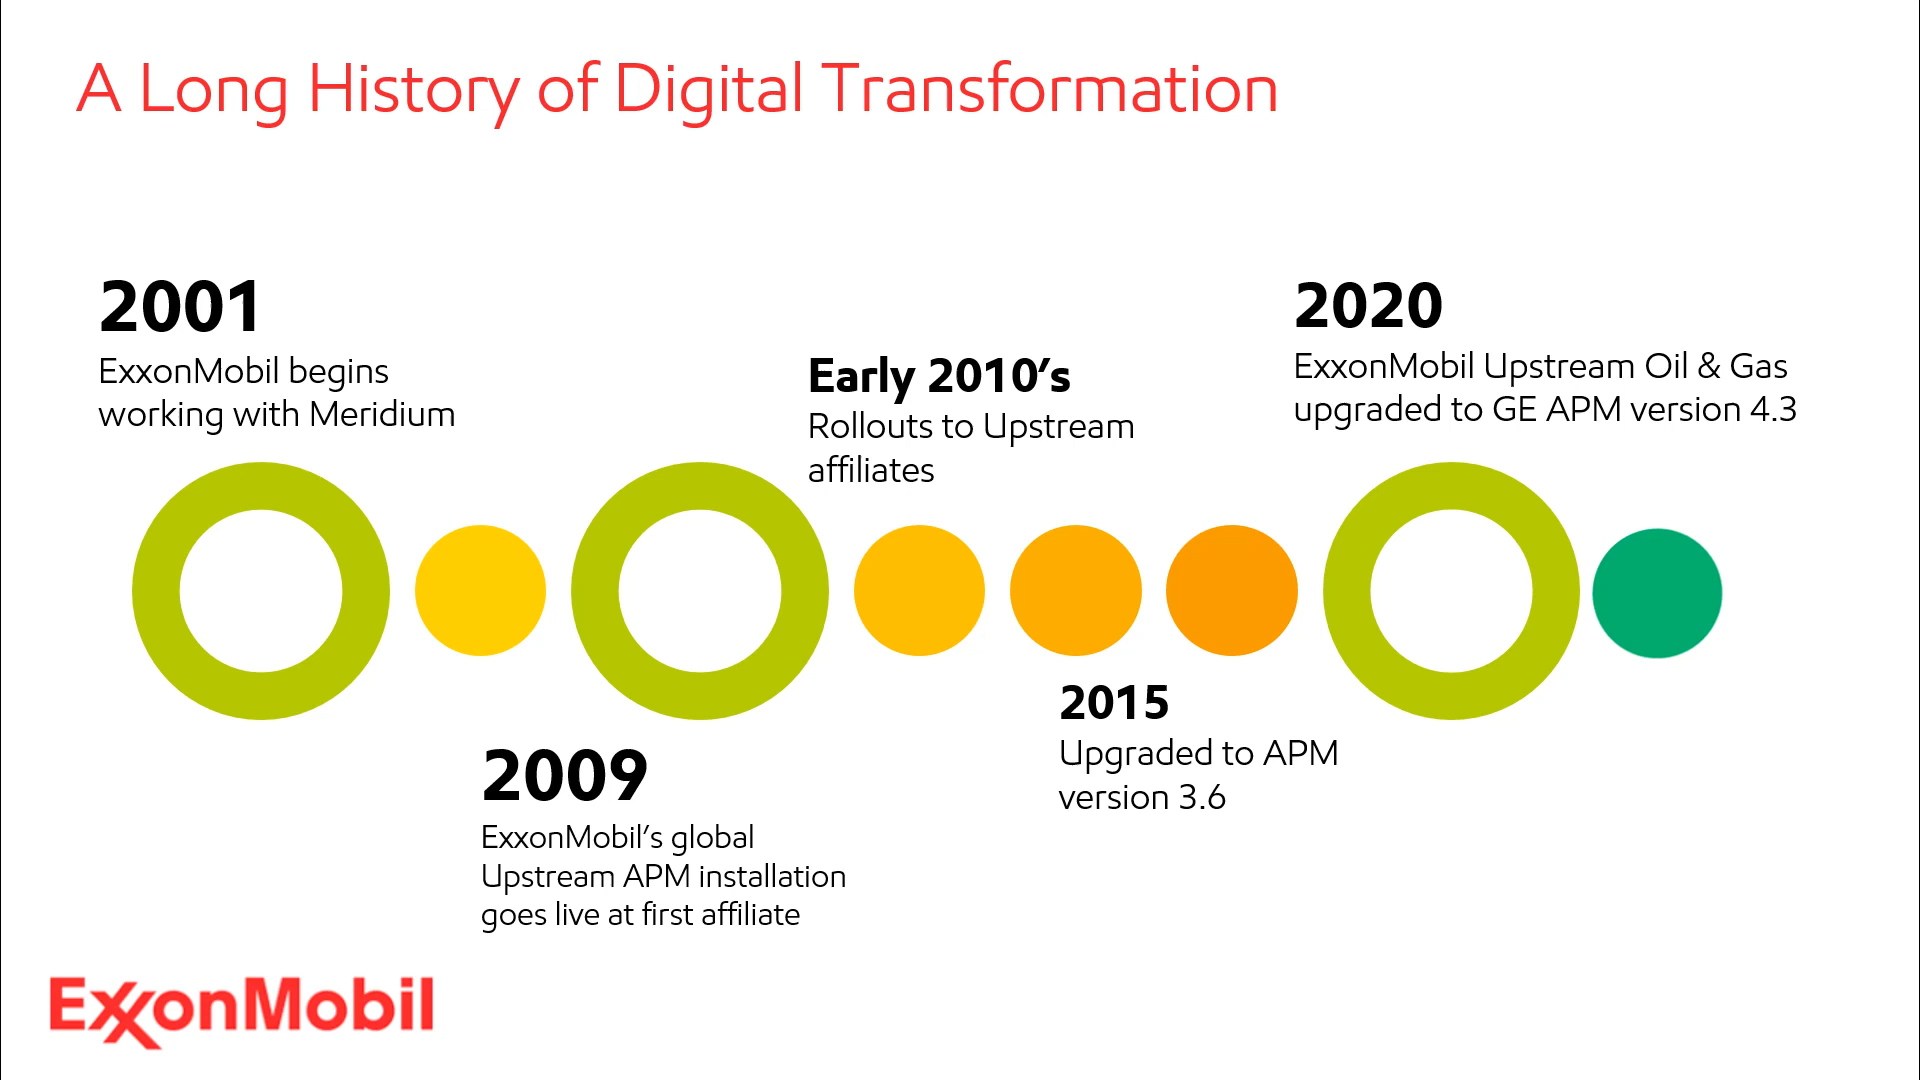 A Long History of Digital Transformation
2001
ExxonMobil begins
working with Meridium
2009
ExxonMobil's global
Upstream APM installation
goes live at first affiliate
Early 2010’s
Rollouts to Upstream
affiliates
2015
Upgraded to APM
version 3.6
2020
ExxonMobil Upstream Oil & Gas
upgraded to GE APM version 4.3
ExxonMobil